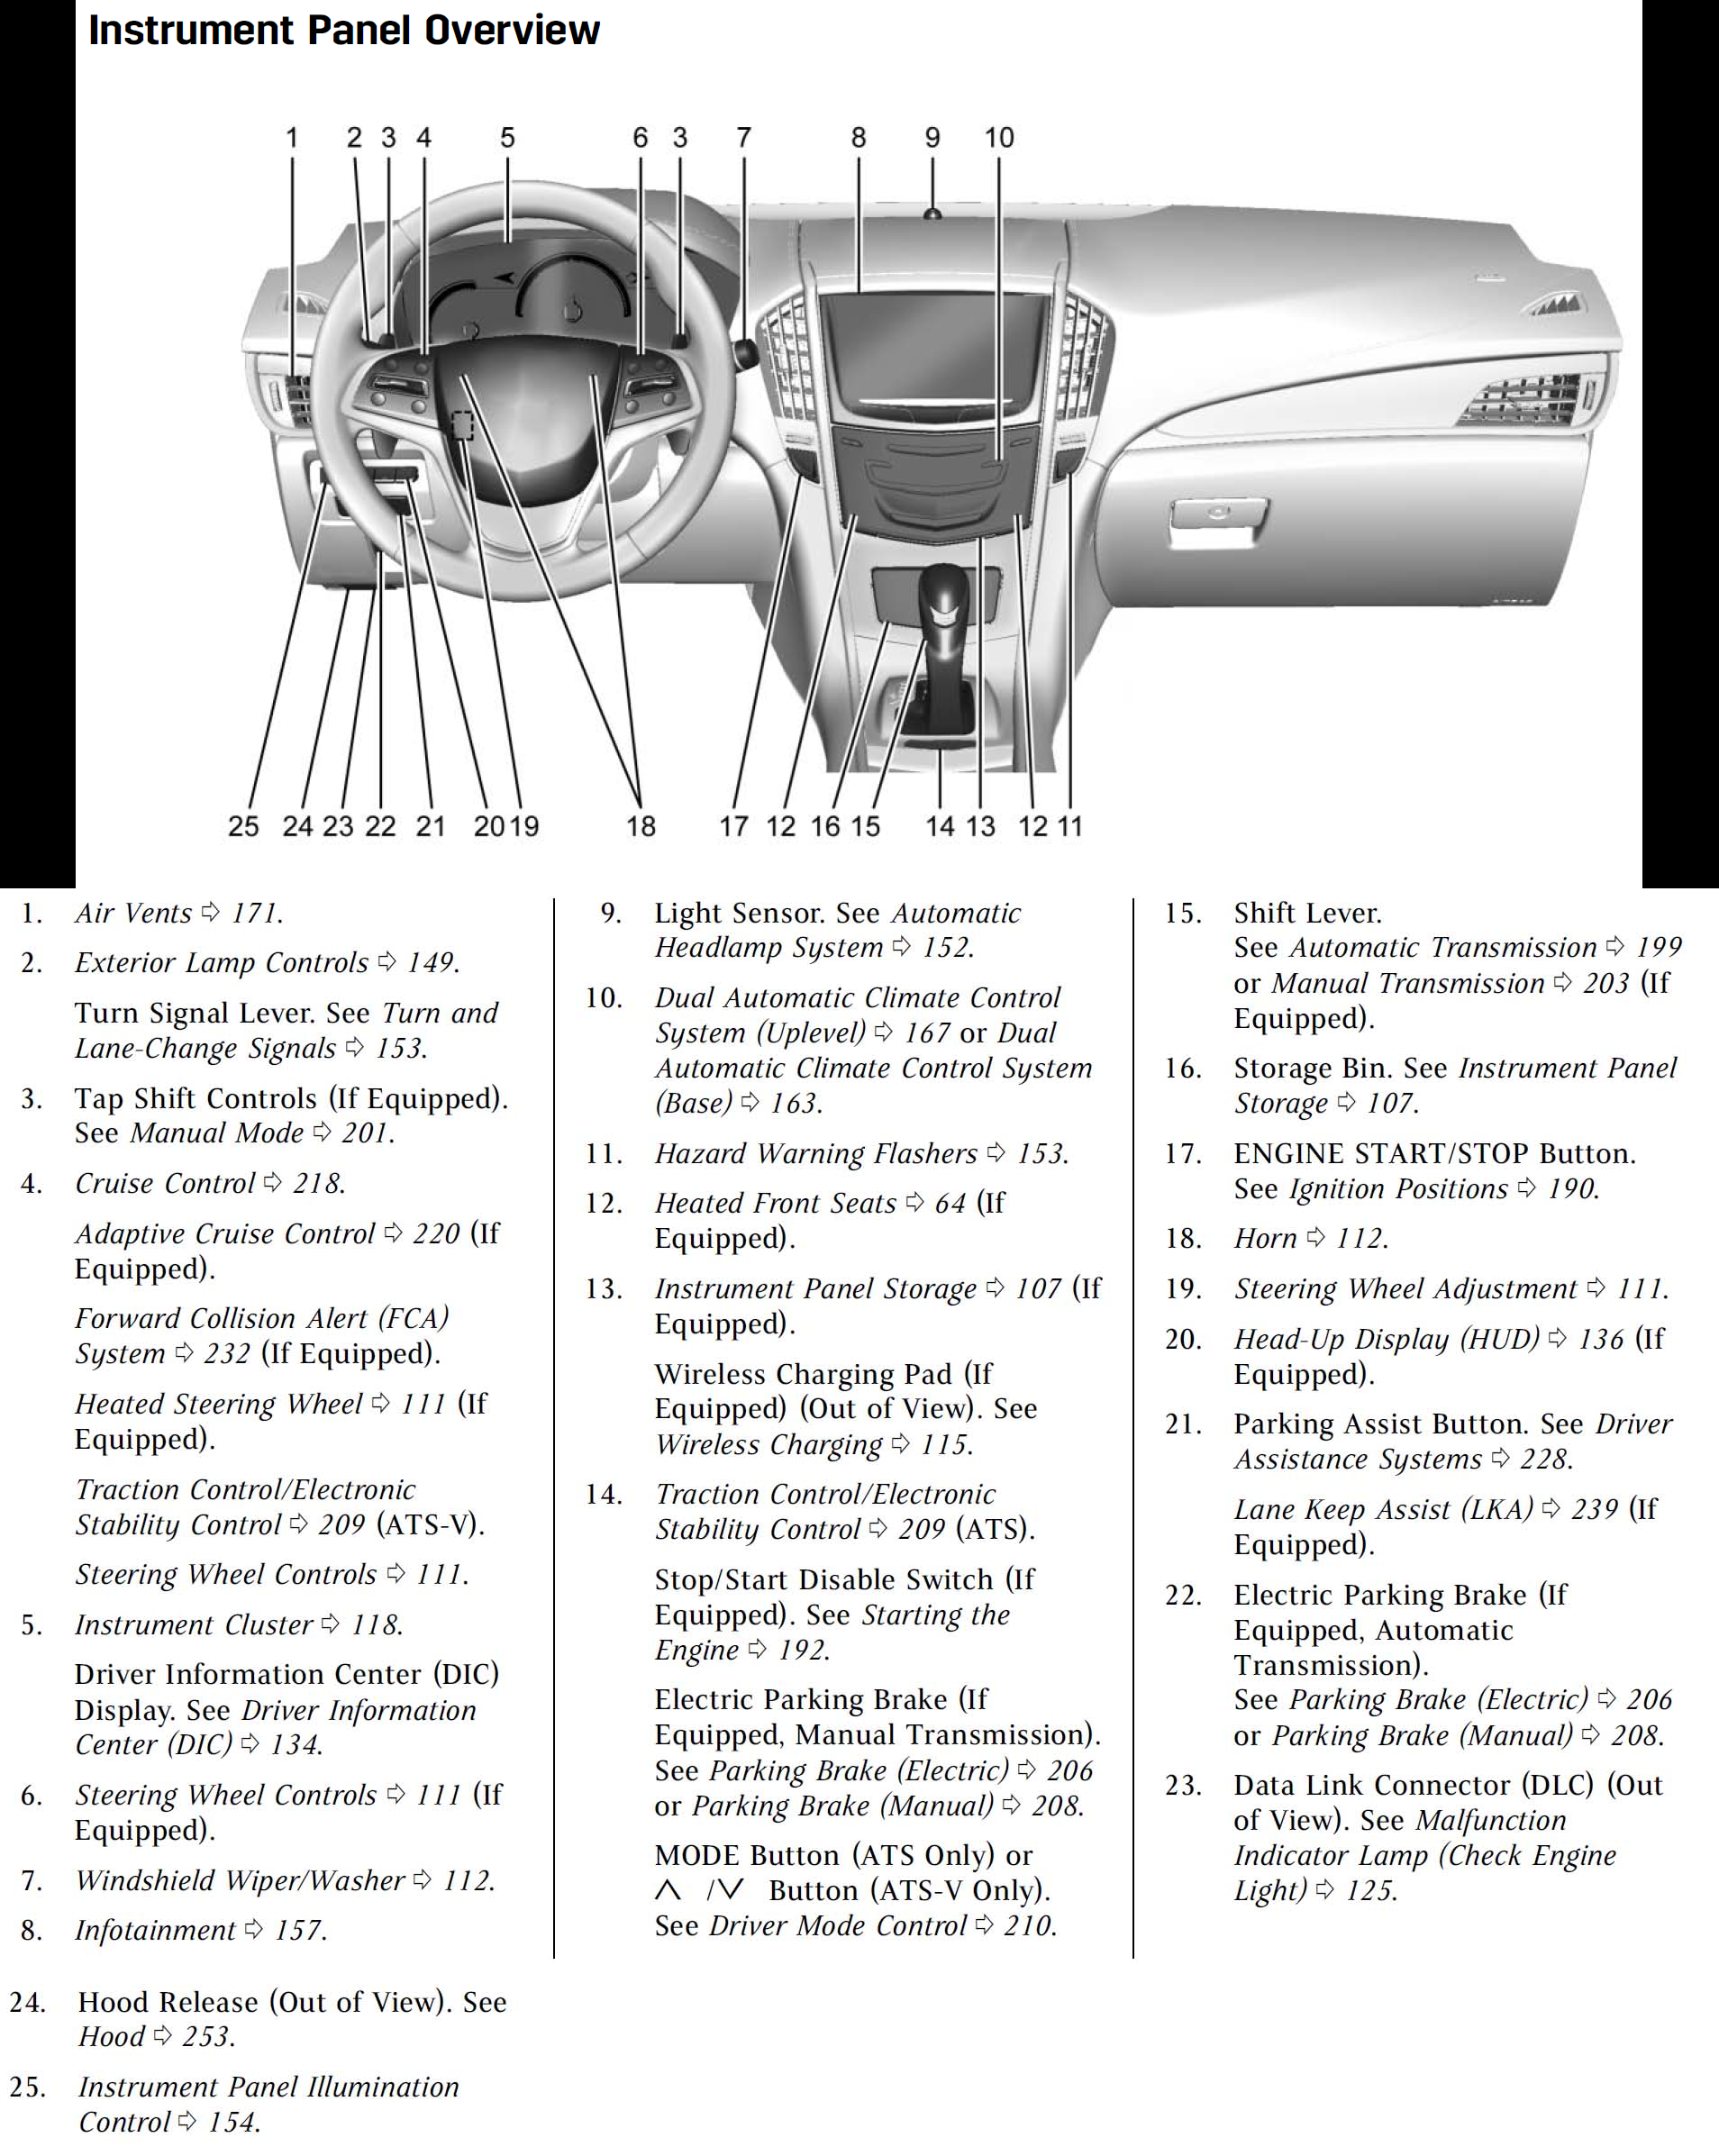 Instrument Panel Overview
1 2 3 4 5 6 3 7 8 9 10
25 24 23 22 21 20 19 18 17 12 16 15 14 13 12 11
1. Air Vents ⇨ 171.
2. Exterior Lamp Controls ⇨ 149.
Turn Signal Lever. See Turn and
Lane-Change Signals ⇨ 153.
3. Tap Shift Controls (If Equipped).
See Manual Mode ⇨ 201.
4. Cruise Control ⇨ 218.
Adaptive Cruise Control ⇨ 220 (If
Equipped).
Forward Collision Alert (FCA)
System ⇨ 232 (If Equipped).
Heated Steering Wheel ⇨ 111 (If
Equipped).
Traction Control/Electronic
Stability Control ⇨ 209 (ATS-V).
Steering Wheel Controls ⇨ 111.
5. Instrument Cluster ⇨ 118.
Driver Information Center (DIC)
Display. See Driver Information
Center (DIC) ⇨ 134.
6. Steering Wheel Controls ⇨ 111 (If
Equipped).
7. Windshield Wiper/Washer ⇨ 112.
8. Infotainment ⇨ 157.
9. Light Sensor. See Automatic
Headlamp System ⇨ 152.
10. Dual Automatic Climate Control
System (Uplevel) ⇨ 167 or Dual
Automatic Climate Control System
(Base) ⇨ 163.
11. Hazard Warning Flashers ⇨ 153.
12. Heated Front Seats ⇨ 64 (If
Equipped).
13. Instrument Panel Storage ⇨ 107 (If
Equipped).
Wireless Charging Pad (If
Equipped) (Out of View). See
Wireless Charging ⇨ 115.
14. Traction Control/Electronic
Stability Control ⇨ 209 (ATS).
Stop/Start Disable Switch (If
Equipped). See Starting the
Engine ⇨ 192.
Electric Parking Brake (If
Equipped, Manual Transmission).
See Parking Brake (Electric) ⇨ 206
or Parking Brake (Manual) ⇨ 208.
MODE Button (ATS Only) or
∧ /∨ Button (ATS-V Only).
See Driver Mode Control ⇨ 210.
15. Shift Lever.
See Automatic Transmission ⇨ 199
or Manual Transmission ⇨ 203 (If
Equipped).
16. Storage Bin. See Instrument Panel
Storage ⇨ 107.
17. ENGINE START/STOP Button.
See Ignition Positions ⇨ 190.
18. Horn ⇨ 112.
19. Steering Wheel Adjustment ⇨ 111.
20. Head-Up Display (HUD) ⇨ 136 (If
Equipped).
21. Parking Assist Button. See Driver
Assistance Systems ⇨ 228.
Lane Keep Assist (LKA) ⇨ 239 (If
Equipped).
22. Electric Parking Brake (If
Equipped, Automatic
Transmission).
See Parking Brake (Electric) ⇨ 206
or Parking Brake (Manual) ⇨ 208.
23. Data Link Connector (DLC) (Out
of View). See Malfunction
Indicator Lamp (Check Engine
Light) ⇨ 125.
24. Hood Release (Out of View). See
Hood ⇨ 253.
25. Instrument Panel Illumination
Control ⇨ 154.